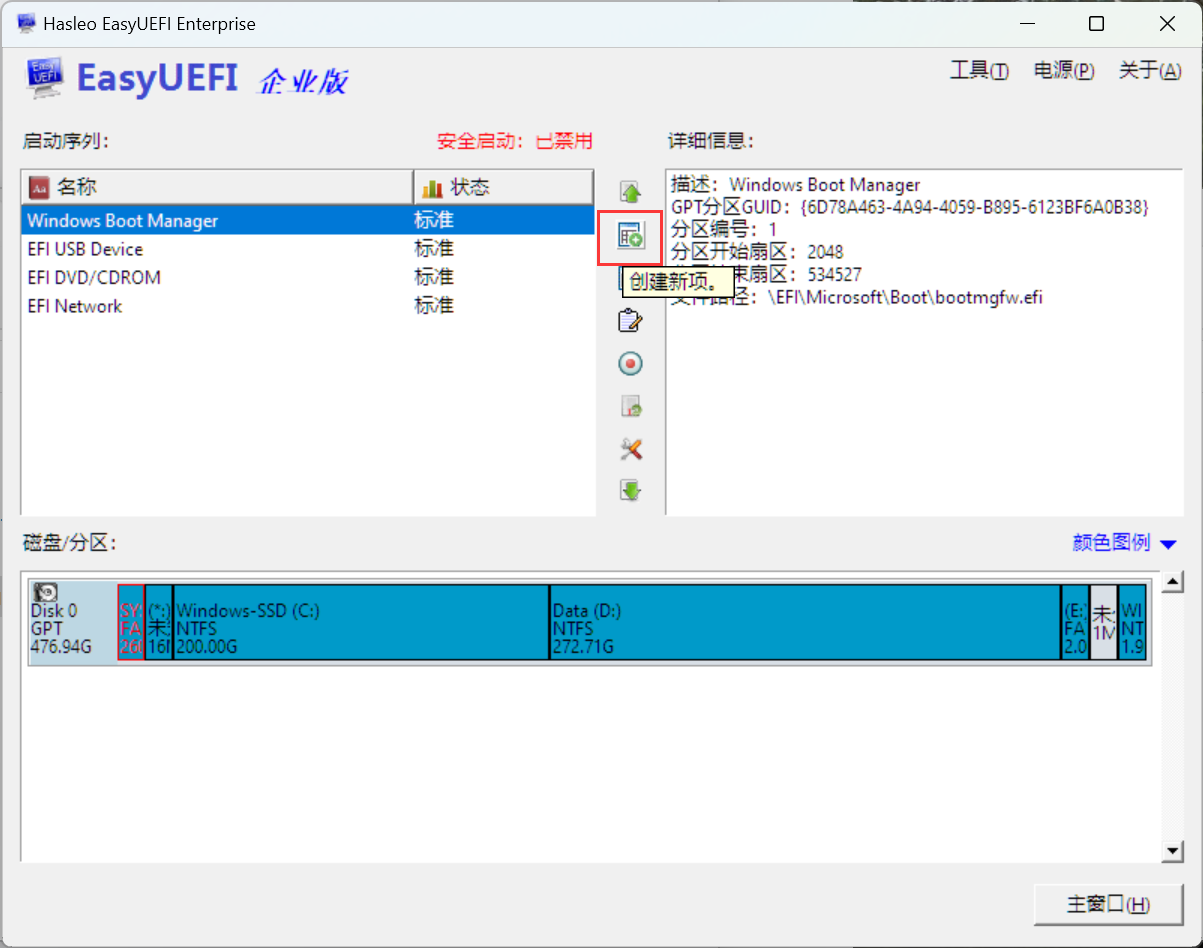 Hasleo EasyUEFI Enterprise
EasyUEFI 企业版
工具(T) 电源(P) 关于(A)
启动序列:
安全启动: 已禁用
名称 状态
Windows Boot Manager 标准
EFI USB Device 标准
EFI DVD/CDROM 标准
EFI Network 标准
创建新项。
详细信息:
描述: Windows Boot Manager
GPT分区GUID: {6D78A463-4A94-4059-B895-6123BF6A0B38}
分区编号: 1
分区开始扇区: 2048
束扇区: 534527
\EFI\Microsoft\Boot\bootmgfw.efi
磁盘/分区:
颜色图例
Disk 0
GPT
476.94G
SY
FA
26
(*:)
未
16
Windows-SSD (C:)
NTFS
200.00G
Data (D:)
NTFS
272.71G
(E:
FA
2.0
未
1M
WI
NT
1.9
主窗口(H)